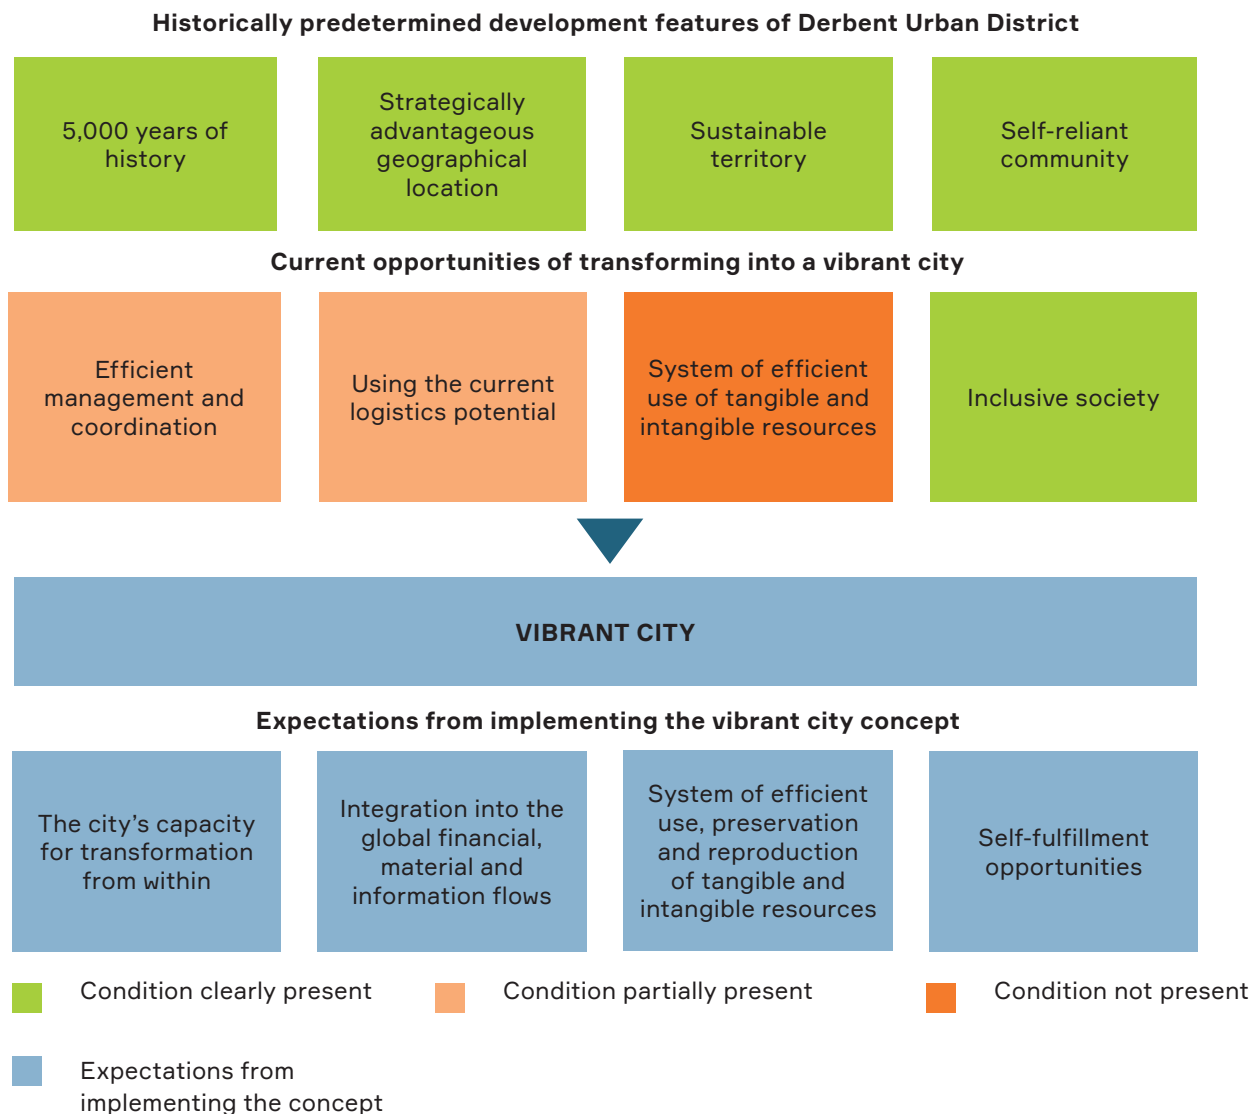 Historically predetermined development features of Derbent Urban District
5,000 years of
history
Strategically
advantageous
geographical
location
Sustainable
territory
Self-reliant
community
Current opportunities of transforming into a vibrant city
Efficient
management and
coordination
Using the current
logistics potential
System of efficient
use of tangible and
intangible resources
Inclusive society
VIBRANT CITY
Expectations from implementing the vibrant city concept
The city’s capacity
for transformation
from within
Integration into the
global financial,
material and
information flows
System of efficient
use, preservation
and reproduction
of tangible and
intangible resources
Self-fulfillment
opportunities
Condition clearly present
Condition partially present
Condition not present
Expectations from
implementing the concept